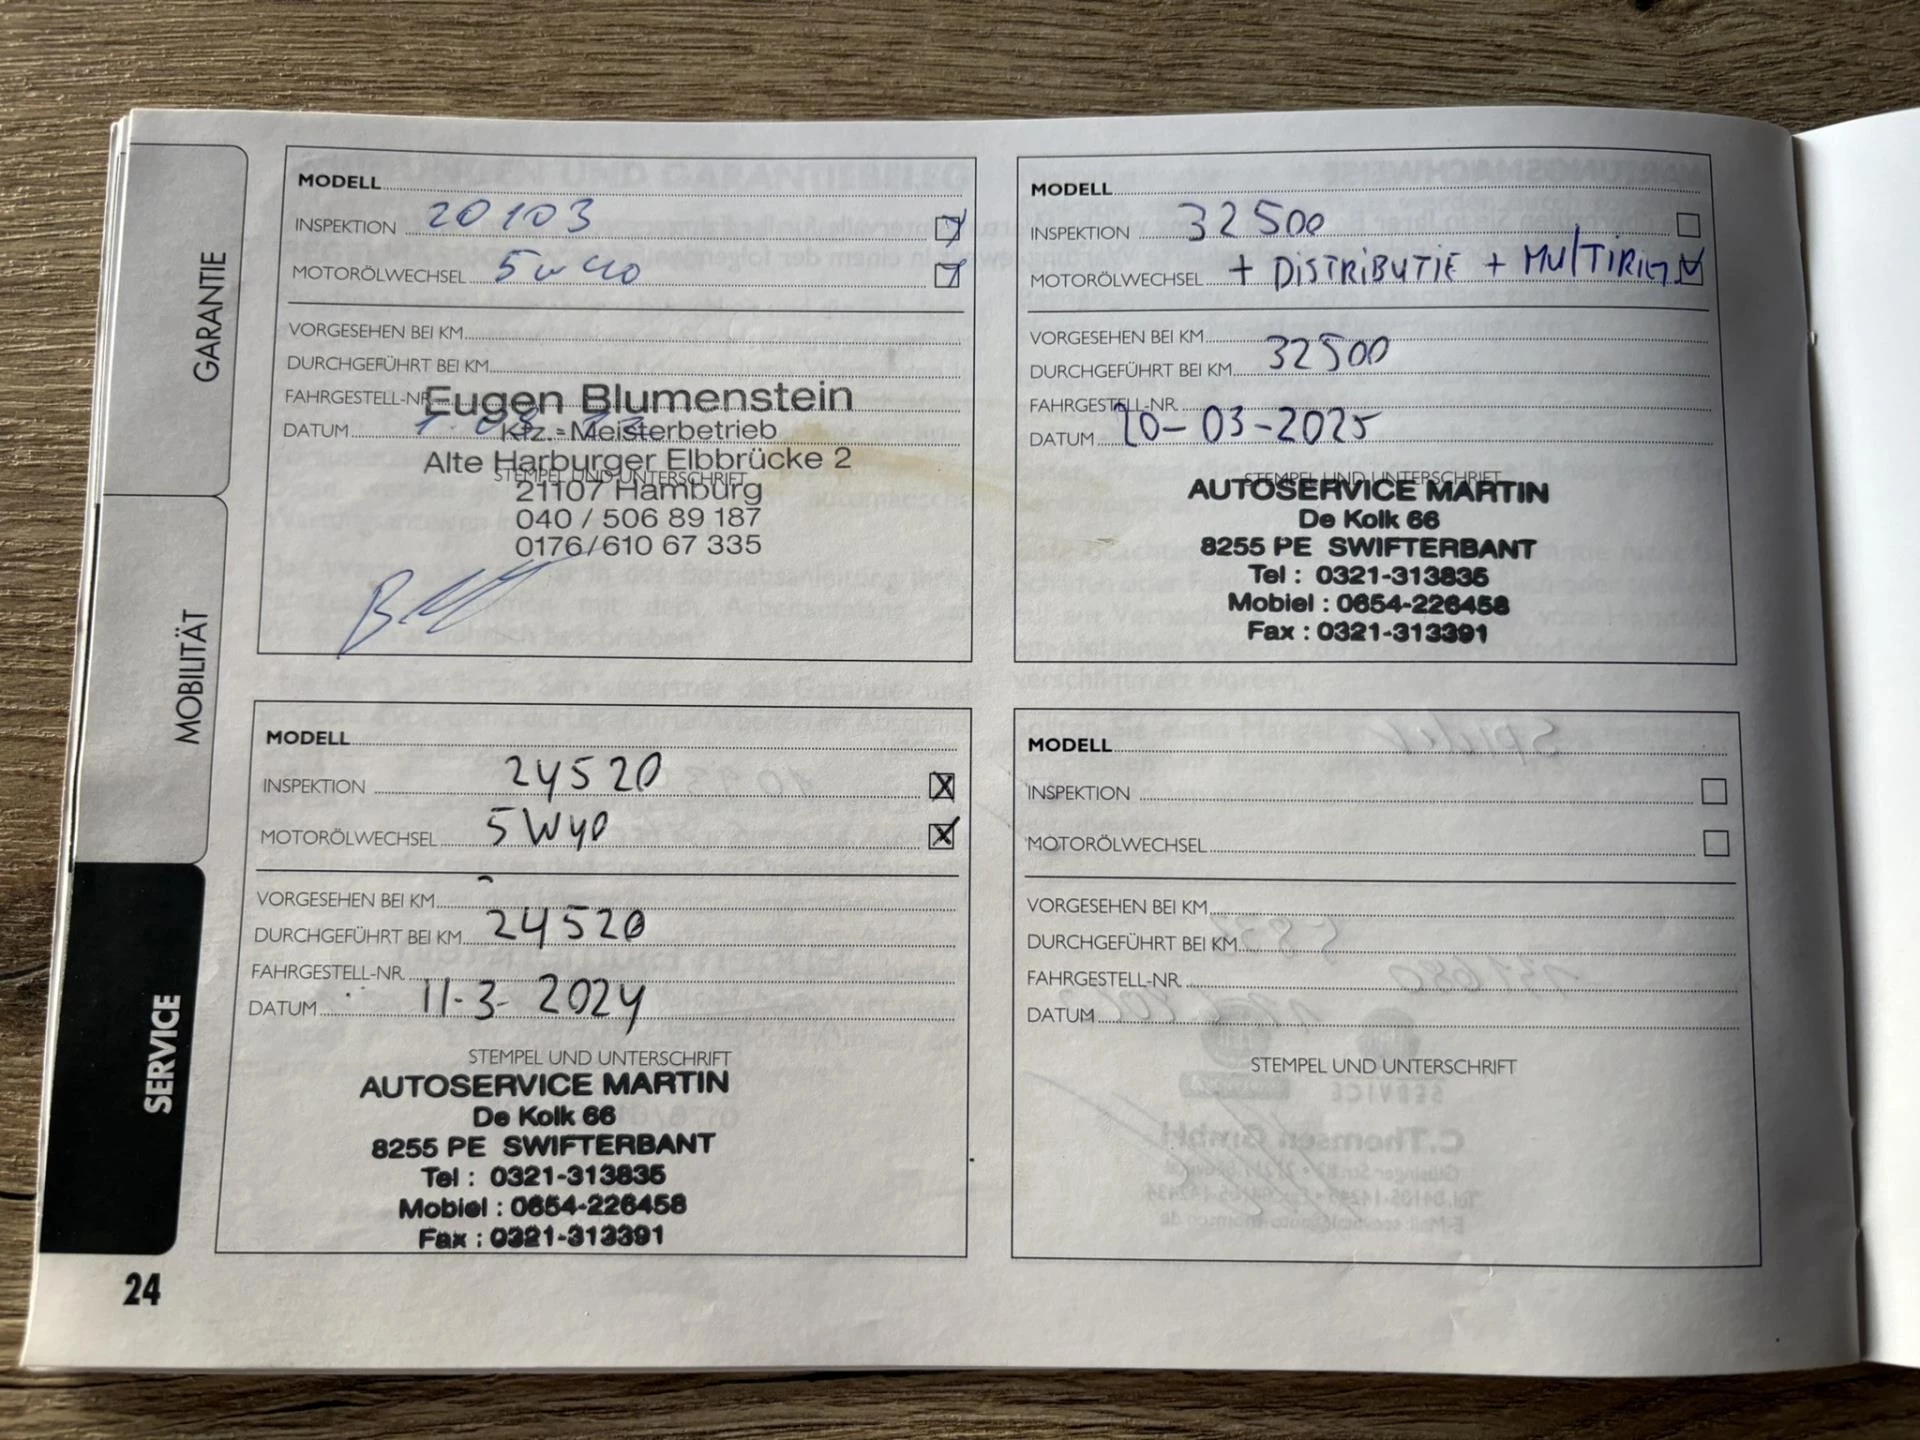 GARANTIE
MOBILITÄT
SERVICE
24
MODELL
INSPEKTION 20103
MOTORÖLWECHSEL 5W40
VORGESEHEN BEI KM
DURCHGEFÜHRT BEI KM
FAHRGESTELL-NR.
DATUM
STEMPEL UND UNTERSCHRIFT
Eugen Blumenstein
Kfz.-Meisterbetrieb
Alte Harburger Elbbrücke 2
21107 Hamburg
040 / 506 89 187
0176/610 67 335
MODELL
INSPEKTION 32500
MOTORÖLWECHSEL + DISTRIBUTIE + MULTIRIEM
VORGESEHEN BEI KM
DURCHGEFÜHRT BEI KM 32500
FAHRGESTELL-NR.
DATUM 20-03-2025
STEMPEL UND UNTERSCHRIFT
AUTOSERVICE MARTIN
De Kolk 66
8255 PE SWIFTERBANT
Tel : 0321-313835
Mobiel : 0654-226458
Fax : 0321-313391
MODELL
INSPEKTION 24520
MOTORÖLWECHSEL 5W40
VORGESEHEN BEI KM
DURCHGEFÜHRT BEI KM 24520
FAHRGESTELL-NR.
DATUM 11-3-2024
STEMPEL UND UNTERSCHRIFT
AUTOSERVICE MARTIN
De Kolk 66
8255 PE SWIFTERBANT
Tel : 0321-313835
Mobiel : 0654-226458
Fax : 0321-313391
MODELL
INSPEKTION
MOTORÖLWECHSEL
VORGESEHEN BEI KM
DURCHGEFÜHRT BEI KM
FAHRGESTELL-NR.
DATUM
STEMPEL UND UNTERSCHRIFT